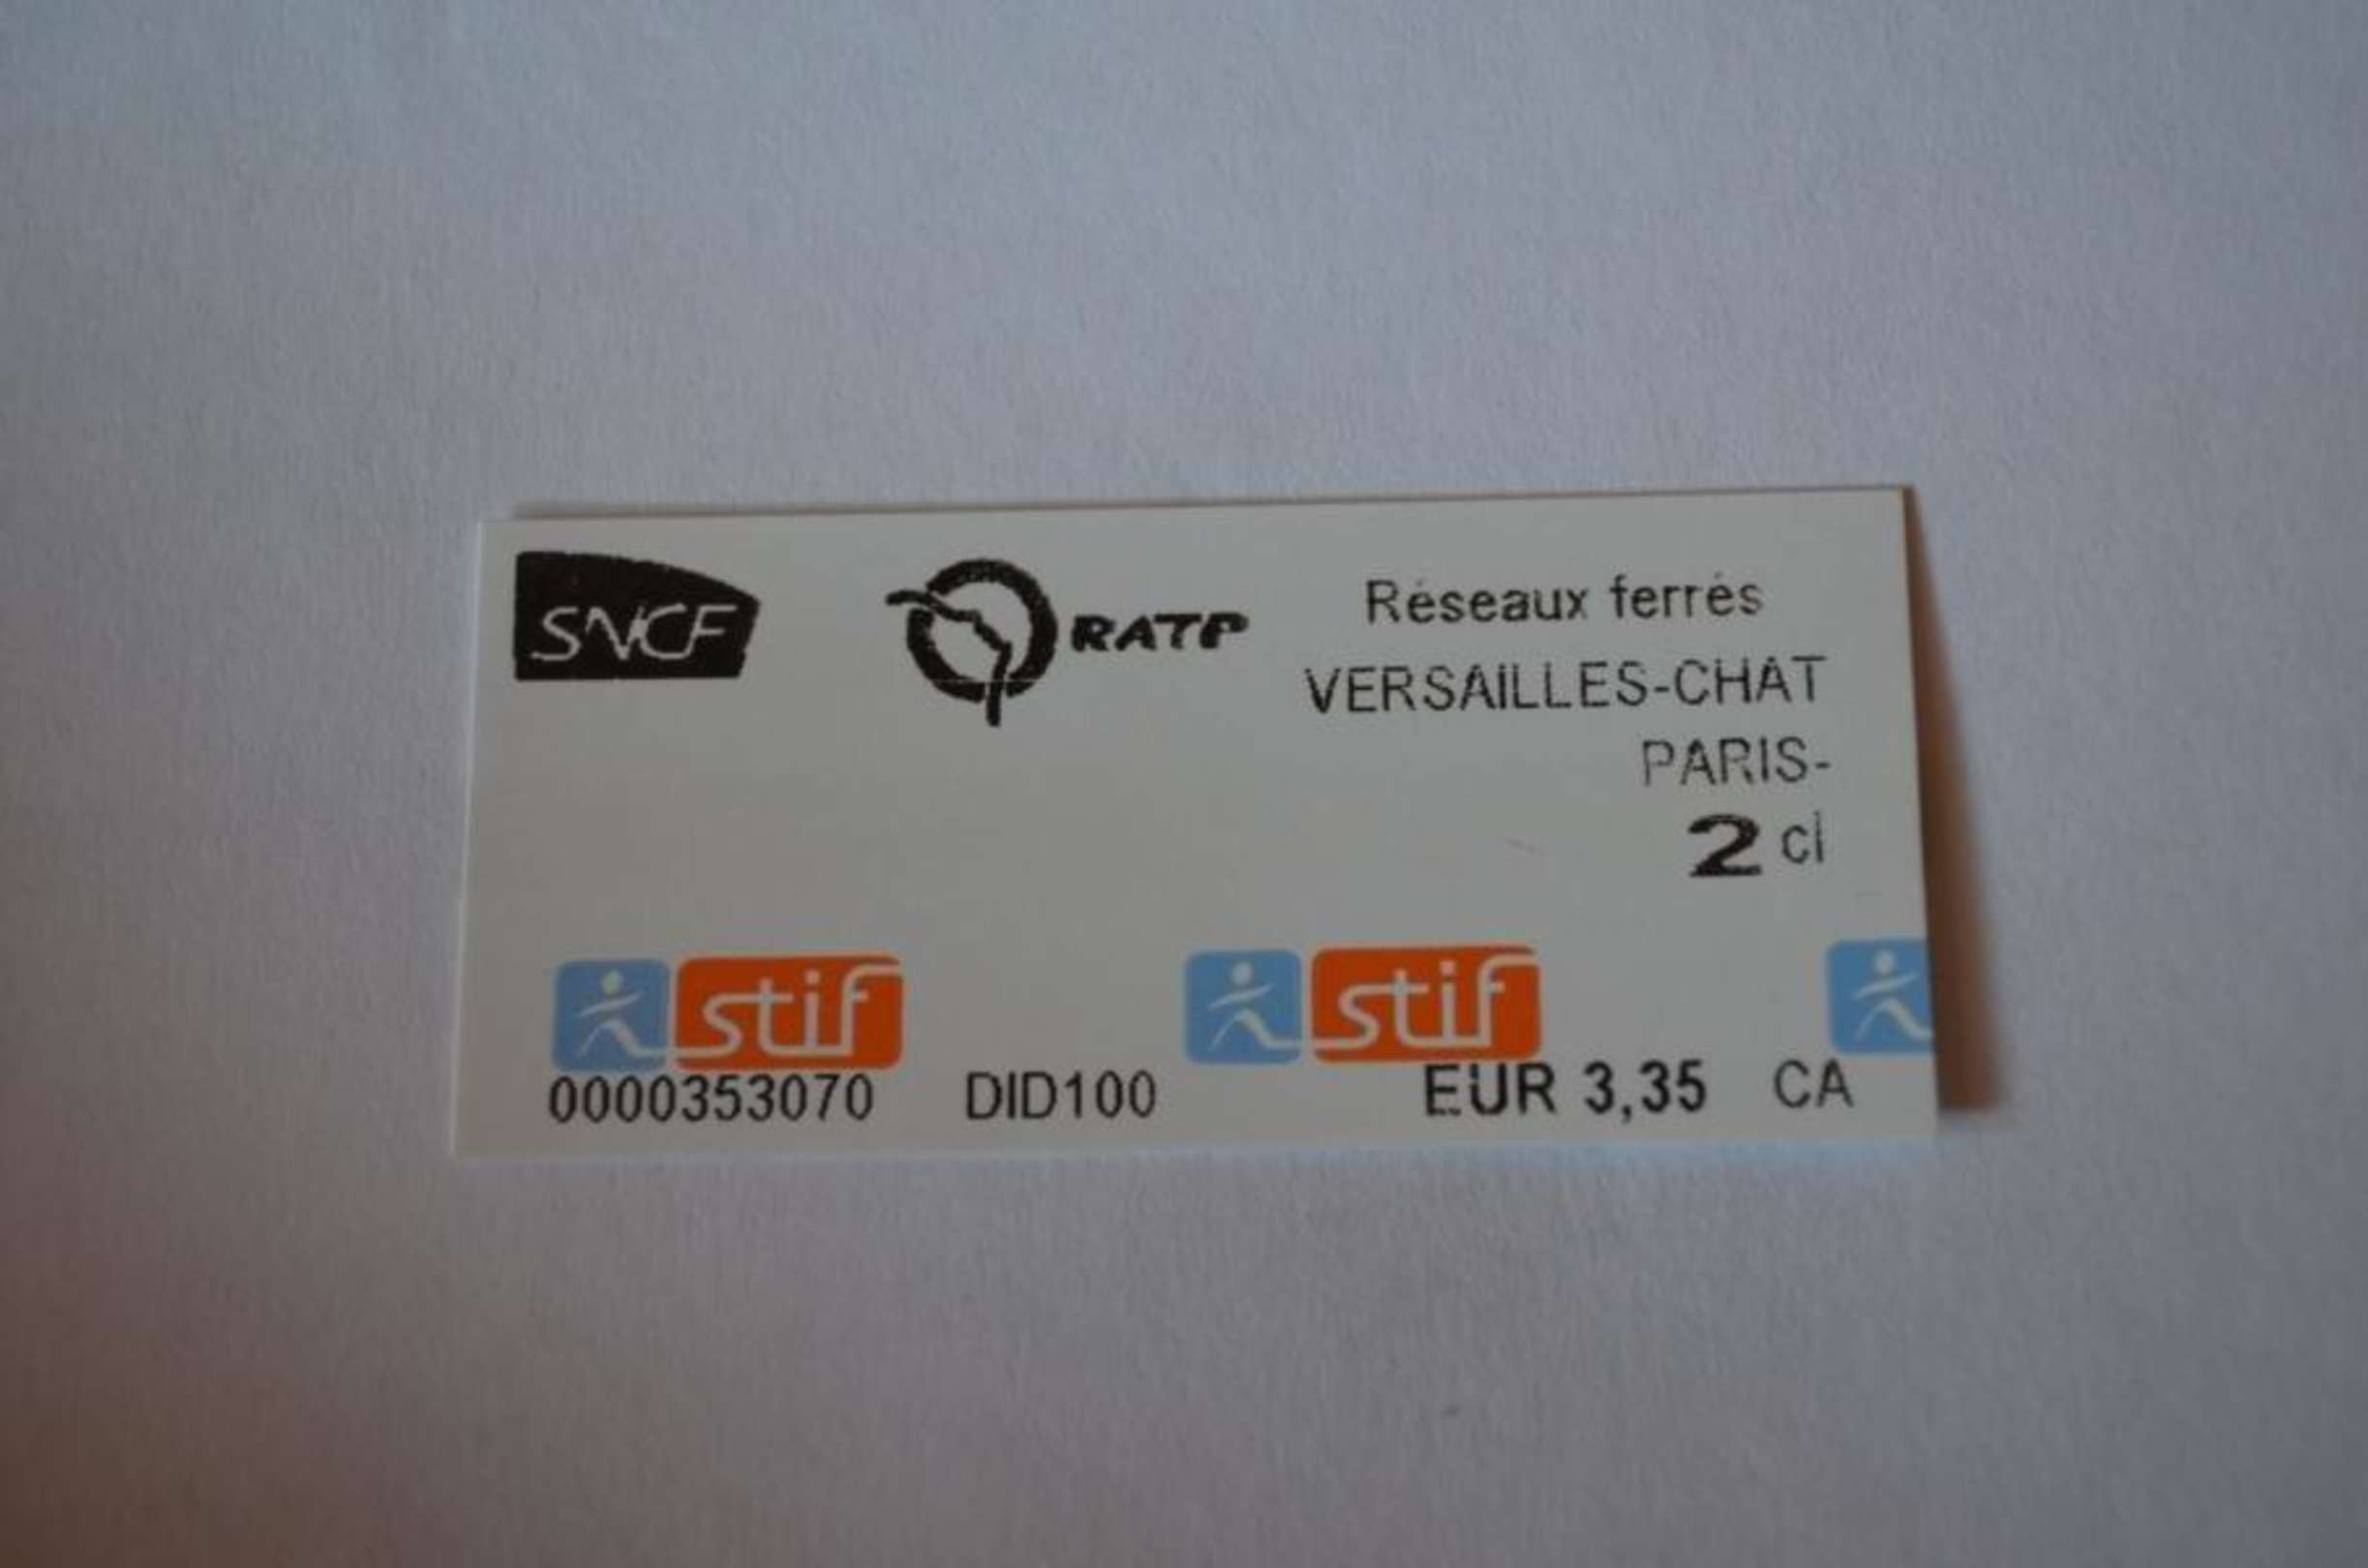 SNCF
RATP
Réseaux ferrés
VERSAILLES-CHAT
PARIS-
2 cl
stif stif
0000353070 DID100 EUR 3,35 CA